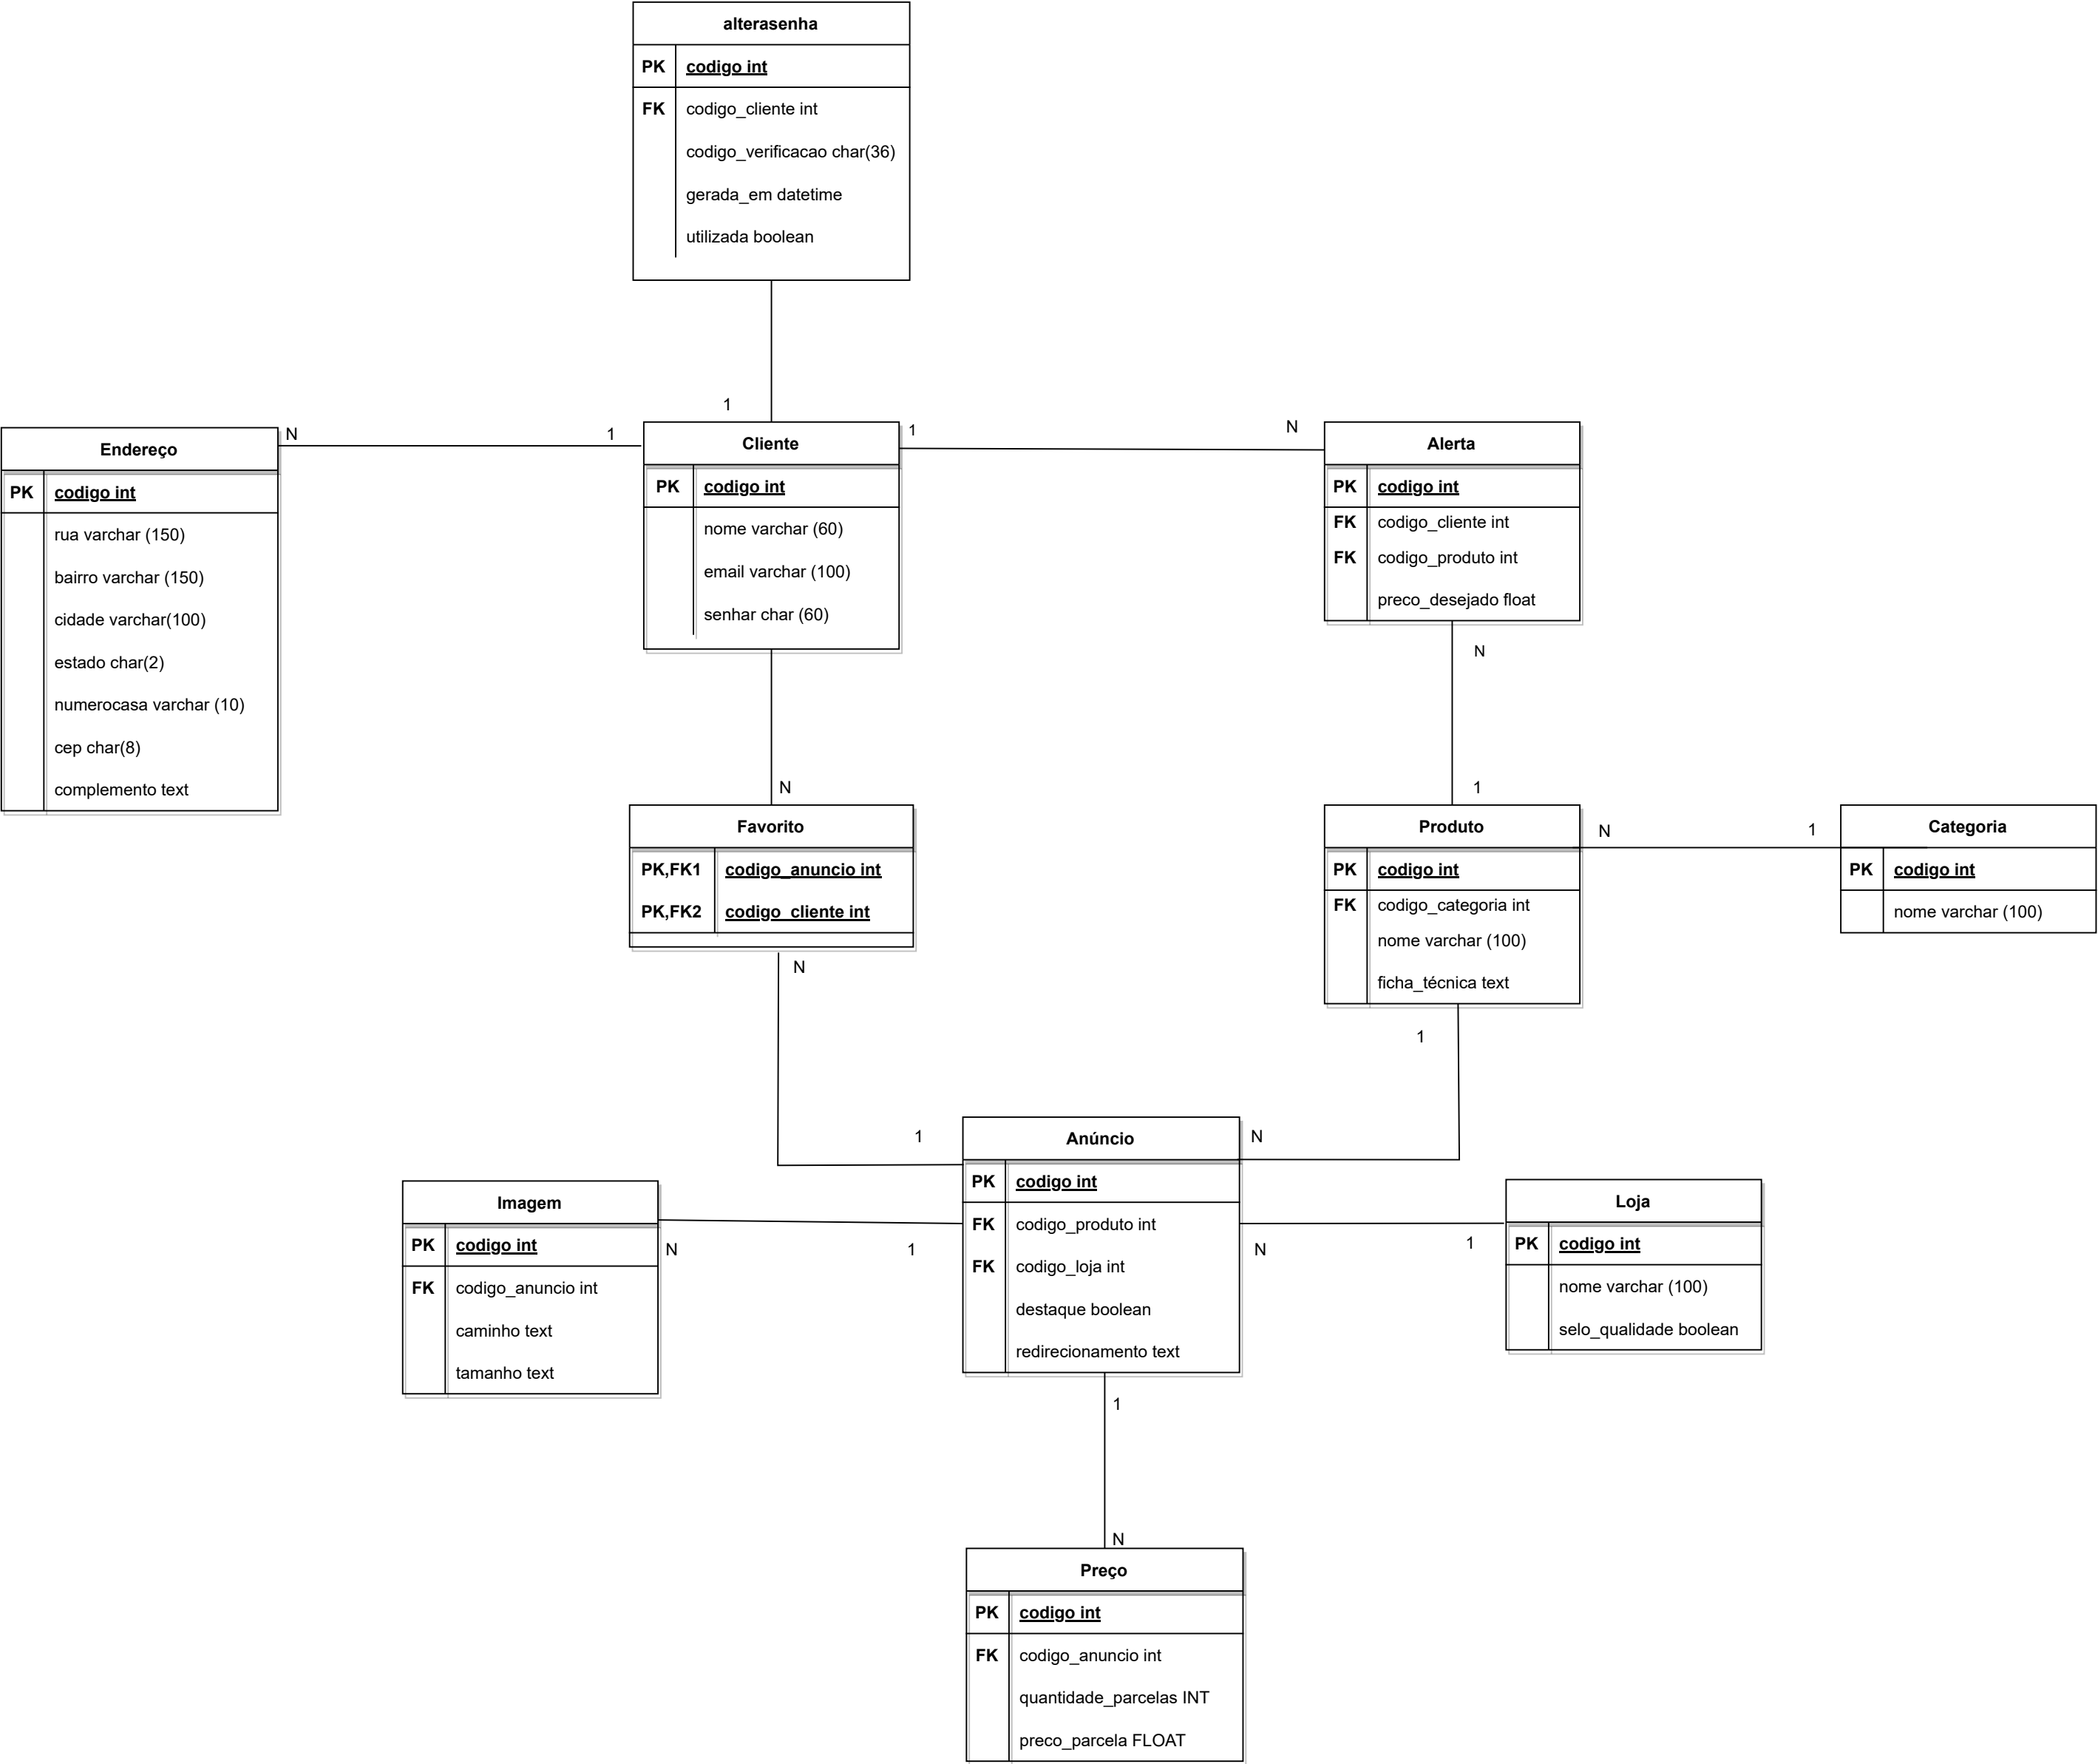 alterasenha
PK codigo int
FK codigo_cliente int
codigo_verificacao char(36)
gerada_em datetime
utilizada boolean
1
N
1
Endereço
PK codigo int
rua varchar (150)
bairro varchar (150)
cidade varchar(100)
estado char(2)
numerocasa varchar (10)
cep char(8)
complemento text
Cliente
PK codigo int
nome varchar (60)
email varchar (100)
senhar char (60)
1
N
Alerta
PK codigo int
FK codigo_cliente int
FK codigo_produto int
preco_desejado float
N
1
N
Favorito
PK,FK1 codigo_anuncio int
PK,FK2 codigo_cliente int
N
Produto
PK codigo int
FK codigo_categoria int
nome varchar (100)
ficha_técnica text
N
1
Categoria
PK codigo int
nome varchar (100)
1
1
N
Imagem
PK codigo int
FK codigo_anuncio int
caminho text
tamanho text
N
1
Anúncio
PK codigo int
FK codigo_produto int
FK codigo_loja int
destaque boolean
redirecionamento text
N
1
Loja
PK codigo int
nome varchar (100)
selo_qualidade boolean
1
N
Preço
PK codigo int
FK codigo_anuncio int
quantidade_parcelas INT
preco_parcela FLOAT